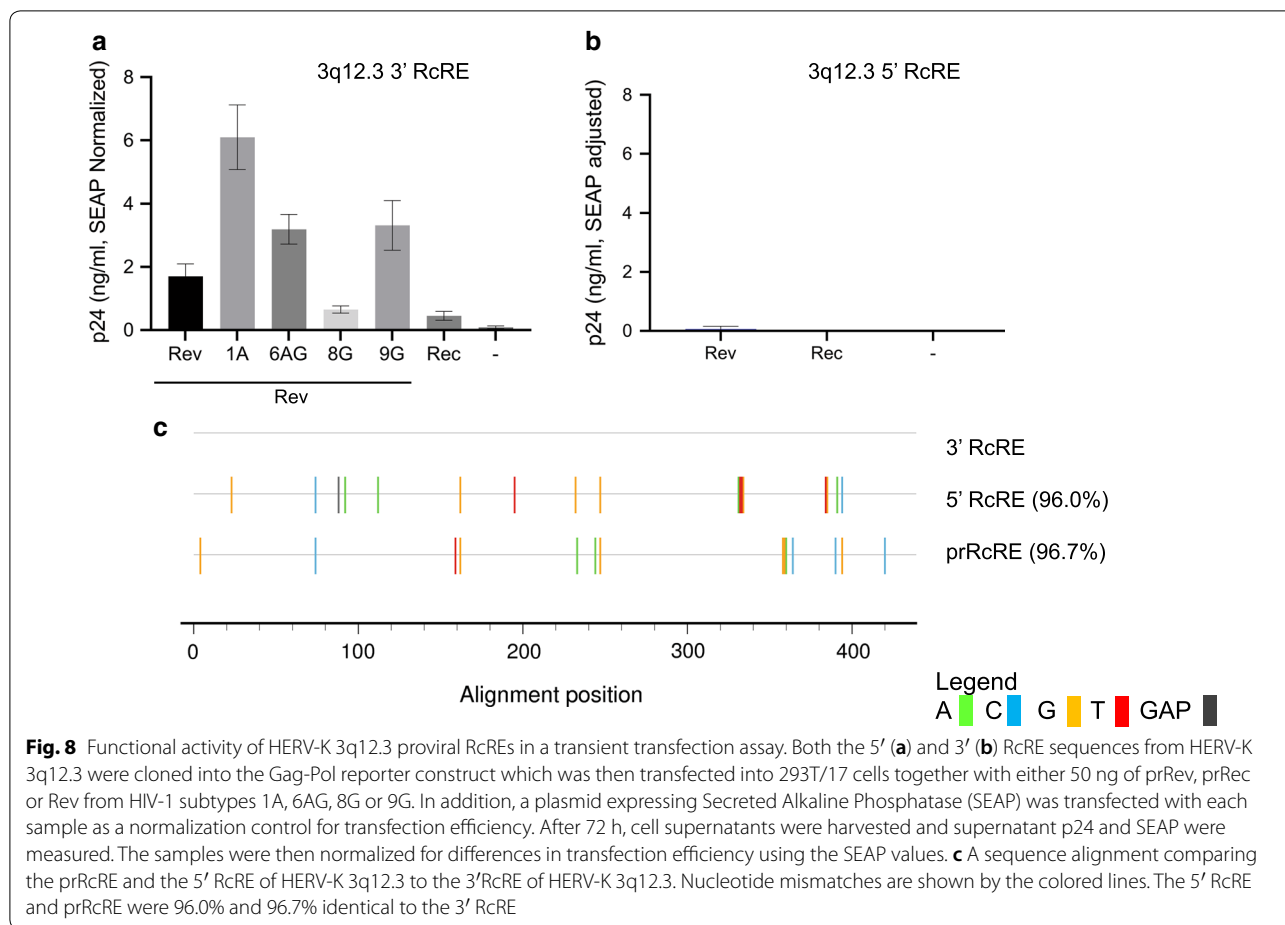 a
3q12.3 3’ RcRE
p24 (ng/ml, SEAP Normalized)
8
6
4
2
0
Rev 1A 6AG 8G 9G Rec -
Rev
b
3q12.3 5’ RcRE
p24 (ng/ml, SEAP adjusted)
8
6
4
2
0
Rev Rec -
c
3’ RcRE
5’ RcRE (96.0%)
prRcRE (96.7%)
0 100 200 300 400
Alignment position
Legend
A C G T GAP
Fig. 8 Functional activity of HERV-K 3q12.3 proviral RcREs in a transient transfection assay. Both the 5′ (a) and 3′ (b) RcRE sequences from HERV-K
3q12.3 were cloned into the Gag-Pol reporter construct which was then transfected into 293T/17 cells together with either 50 ng of prRev, prRec
or Rev from HIV-1 subtypes 1A, 6AG, 8G or 9G. In addition, a plasmid expressing Secreted Alkaline Phosphatase (SEAP) was transfected with each
sample as a normalization control for transfection efficiency. After 72 h, cell supernatants were harvested and supernatant p24 and SEAP were
measured. The samples were then normalized for differences in transfection efficiency using the SEAP values. c A sequence alignment comparing
the prRcRE and the 5′ RcRE of HERV-K 3q12.3 to the 3′RcRE of HERV-K 3q12.3. Nucleotide mismatches are shown by the colored lines. The 5′ RcRE
and prRcRE were 96.0% and 96.7% identical to the 3′ RcRE